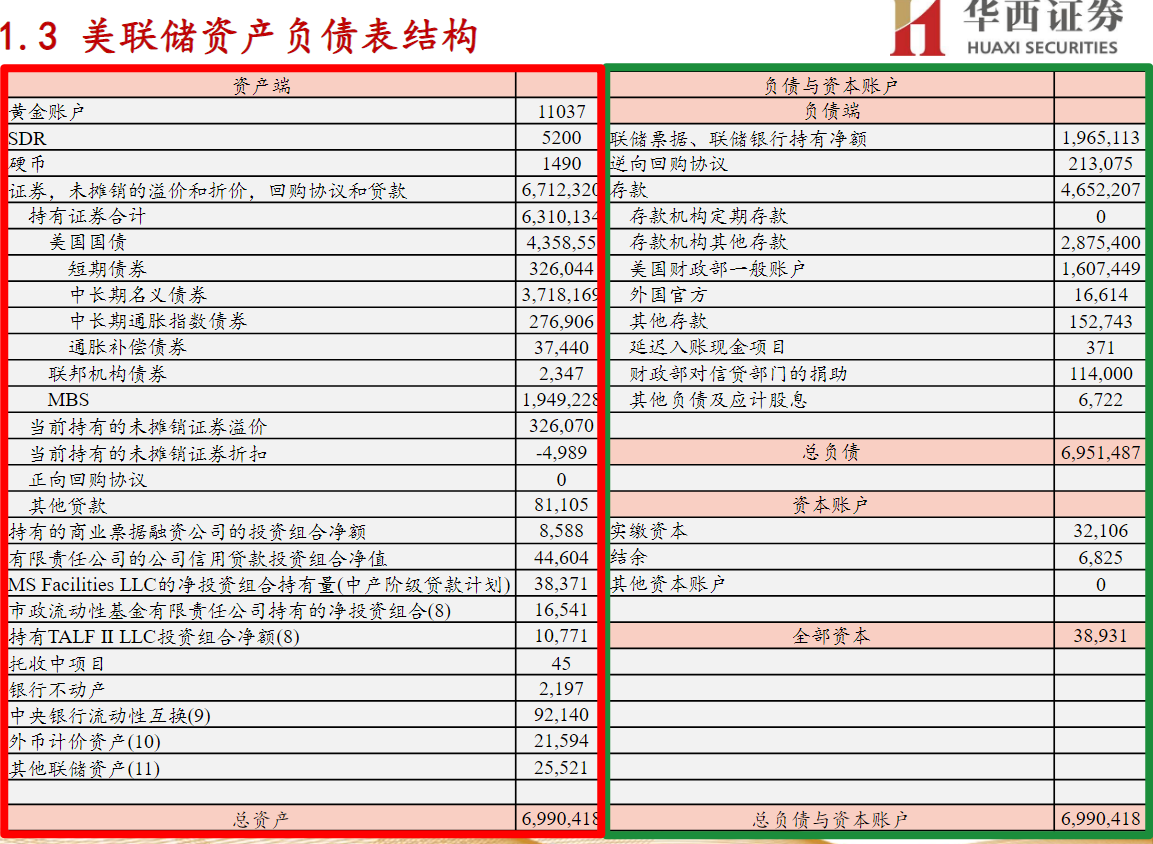 1.3 美联储资产负债表结构
华西证券
HUAXI SECURITIES
资产端
黄金账户 11037
SDR 5200
硬币 1490
证券，未摊销的溢价和折价，回购协议和贷款 6,712,320
持有证券合计 6,310,134
美国国债 4,358,55
短期债券 326,044
中长期名义债券 3,718,169
中长期通胀指数债券 276,906
通胀补偿债券 37,440
联邦机构债券 2,347
MBS 1,949,228
当前持有的未摊销证券溢价 326,070
当前持有的未摊销证券折扣 -4,989
正向回购协议 0
其他贷款 81,105
持有的商业票据融资公司的投资组合净额 8,588
有限责任公司的公司信用贷款投资组合净值 44,604
MS Facilities LLC的净投资组合持有量(中产阶级贷款计划) 38,371
市政流动性基金有限责任公司持有的净投资组合(8) 16,541
持有TALF II LLC投资组合净额(8) 10,771
托收中项目 45
银行不动产 2,197
中央银行流动性互换(9) 92,140
外币计价资产(10) 21,594
其他联储资产(11) 25,521
总资产 6,990,418
负债与资本账户
负债端
联储票据、联储银行持有净额 1,965,113
逆向回购协议 213,075
存款 4,652,207
存款机构定期存款 0
存款机构其他存款 2,875,400
美国财政部一般账户 1,607,449
外国官方 16,614
其他存款 152,743
延迟入账现金项目 371
财政部对信贷部门的捐助 114,000
其他负债及应计股息 6,722
总负债 6,951,487
资本账户
实缴资本 32,106
结余 6,825
其他资本账户 0
全部资本 38,931
总负债与资本账户 6,990,418